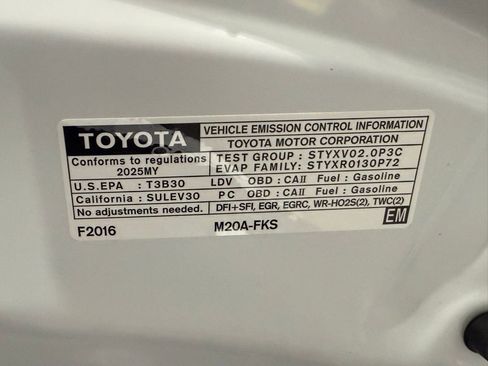 TOYOTA
VEHICLE EMISSION CONTROL INFORMATION
TOYOTA MOTOR CORPORATION
Conforms to regulations
2025MY
TEST GROUP : STYXV02.0P3C
EVAP FAMILY: STYXR0130P72
U.S.EPA : T3B30 LDV OBD : CAII Fuel : Gasoline
California : SULEV30 PC OBD : CAII Fuel : Gasoline
No adjustments needed. DFI+SFI, EGR, EGRC, WR-HO2S(2), TWC(2)
EM
F2016 M20A-FKS